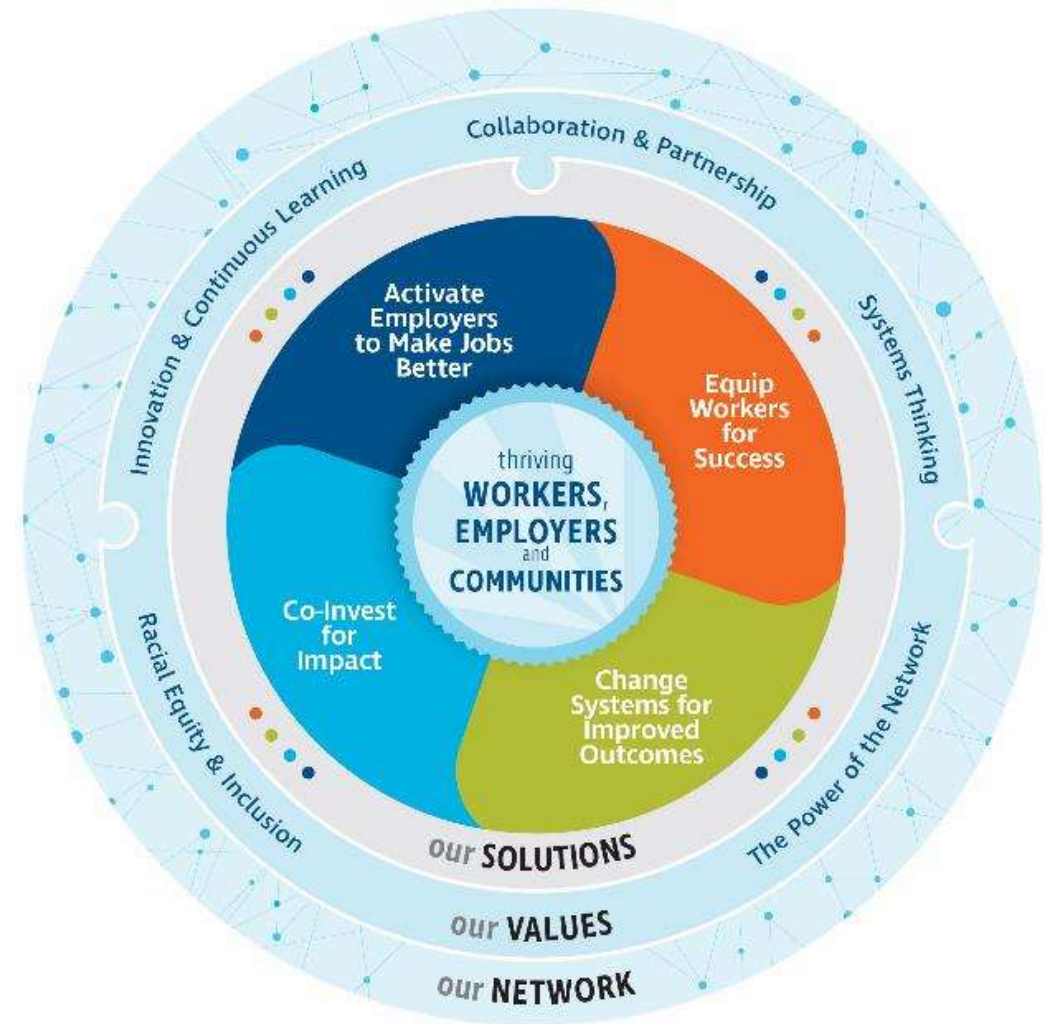 Collaboration & Partnership
Innovation & Continuous Learning
Systems Thinking
Racial Equity & Inclusion
The Power of the Network
Activate
Employers
to Make Jobs
Better
Equip
Workers
for
Success
thriving
WORKERS,
EMPLOYERS
and
COMMUNITIES
Co-Invest
for
Impact
Change
Systems for
Improved
Outcomes
our SOLUTIONS
our VALUES
our NETWORK